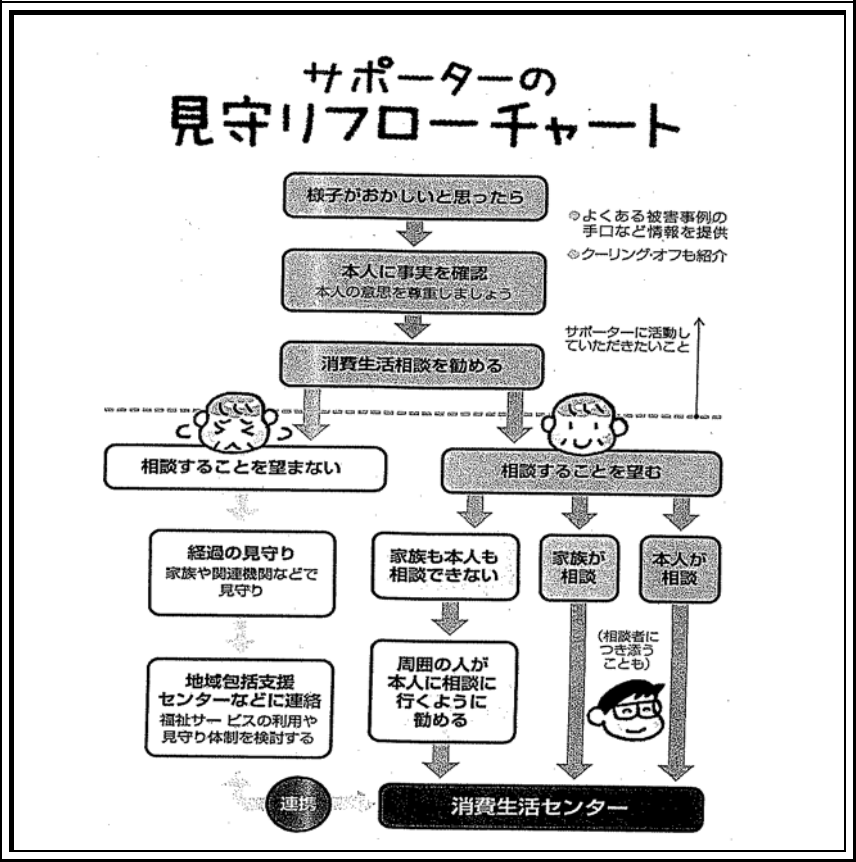 サポーターの
見守りフローチャート
様子がおかしいと思ったら
よくある被害事例の
手口など情報を提供
クーリング・オフも紹介
本人に事実を確認
本人の意思を尊重しましょう
サポーターに活動し
ていただきたいこと
消費生活相談を勧める
相談することを望まない
相談することを望む
経過の見守り
家族や関連機関などで
見守り
家族も本人も
相談できない
家族が
相談
本人が
相談
(相談者に
つき添う
ことも)
地域包括支援
センターなどに連絡
福祉サービスの利用や
見守り体制を検討する
周囲の人が
本人に相談に
行くように
勧める
連携
消費生活センター